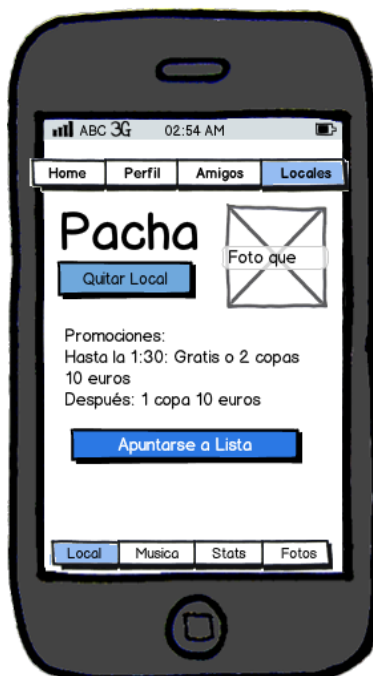 ABC 3G 02:54 AM
Home Perfil Amigos Locales
Pacha
Foto que
Quitar Local
Promociones:
Hasta la 1:30: Gratis o 2 copas
10 euros
Después: 1 copa 10 euros
Apuntarse a Lista
Local Musica Stats Fotos